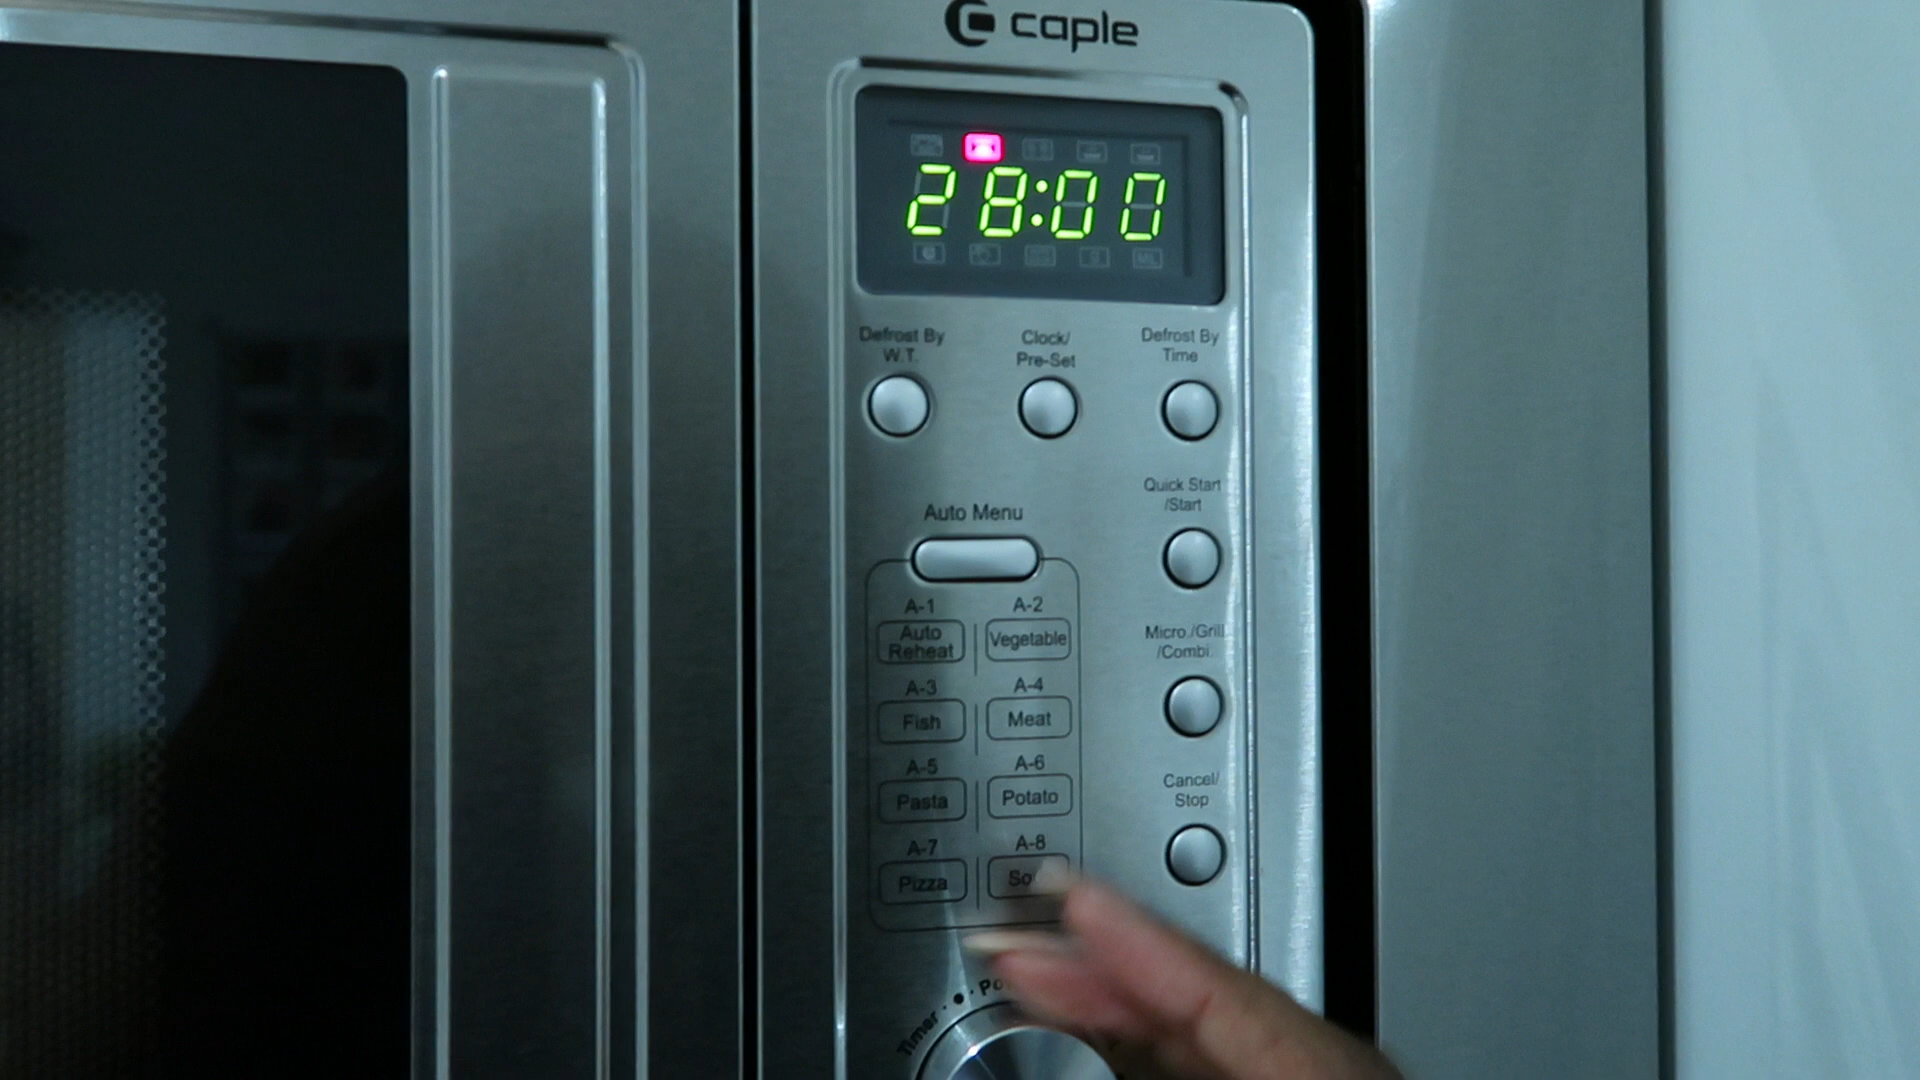 caple
28:00
Defrost By
W.T.
Clock/
Pre-Set
Defrost By
Time
Quick Start
/Start
Auto Menu
A-1
Auto
Reheat
A-2
Vegetable
Micro./Grill
/Combi.
A-3
Fish
A-4
Meat
A-5
Pasta
A-6
Potato
Cancel/
Stop
A-7
Pizza
A-8
Timer